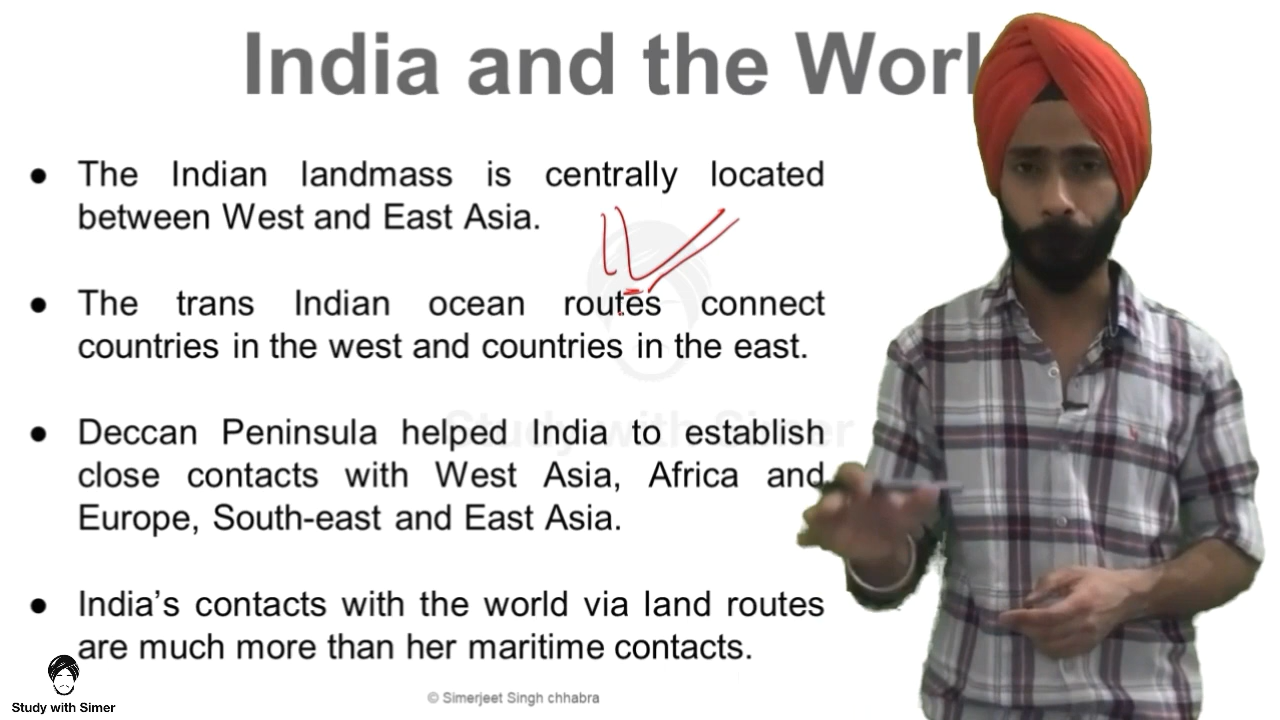 India and the Worl
● The Indian landmass is centrally located
between West and East Asia.
● The trans Indian ocean routes connect
countries in the west and countries in the east.
● Deccan Peninsula helped India to establish
close contacts with West Asia, Africa and
Europe, South-east and East Asia.
● India's contacts with the world via land routes
are much more than her maritime contacts.
Study with Simer
Study with Simer
© Simerjeet Singh chhabra